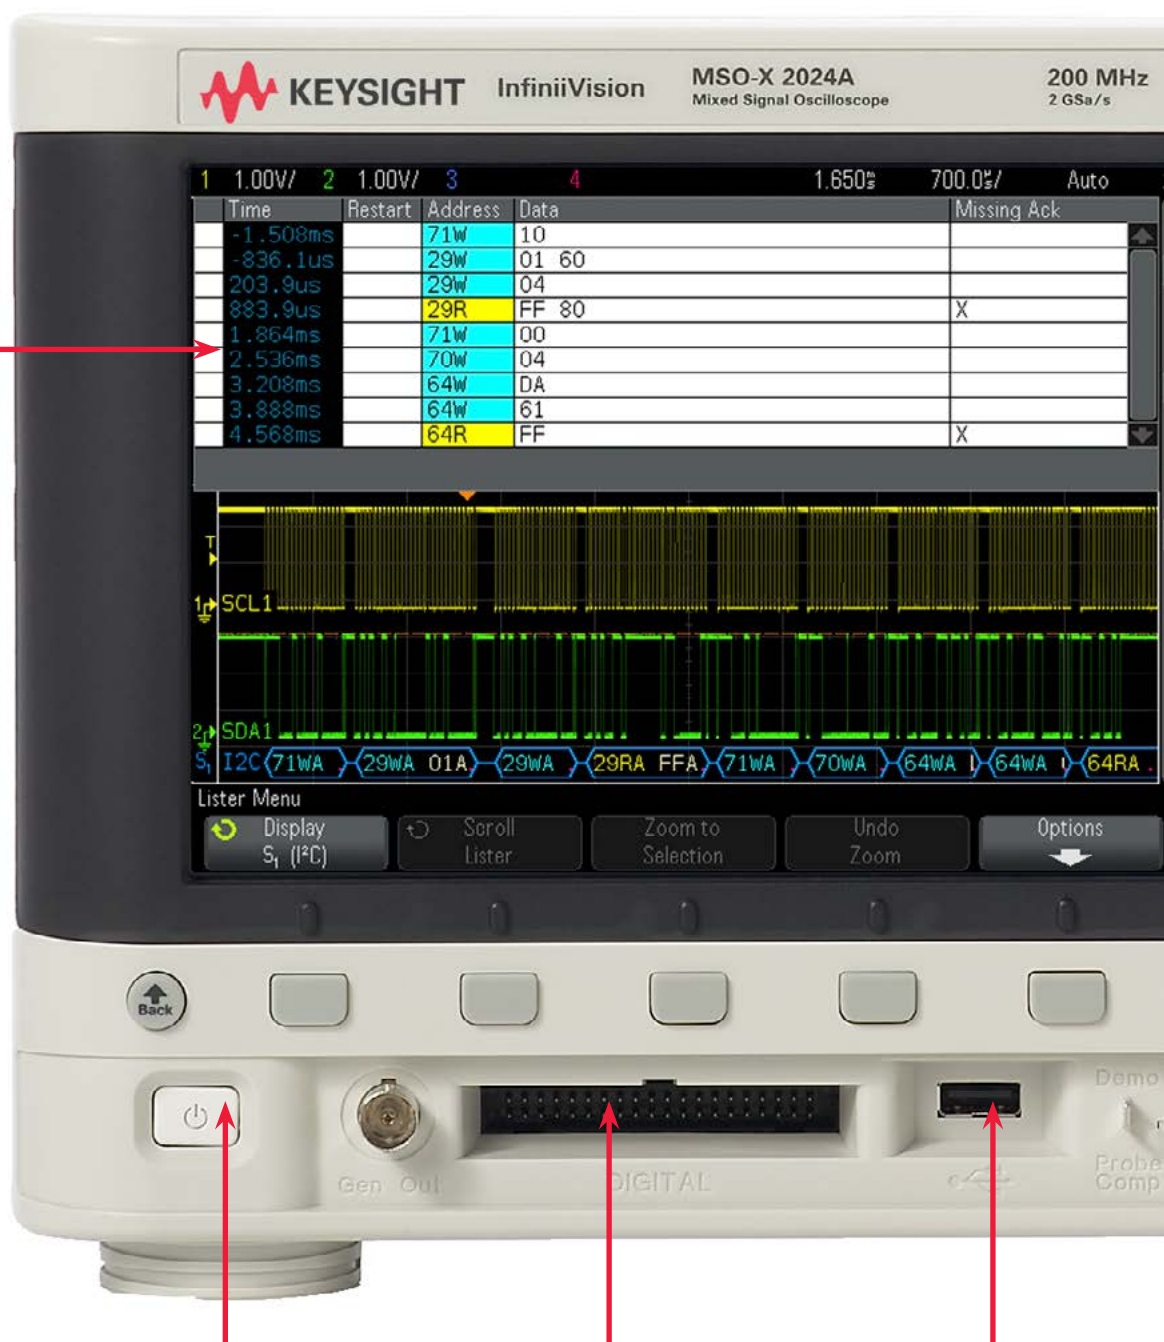 KEYSIGHT InfiniiVision MSO-X 2024A 200 MHz
Mixed Signal Oscilloscope 2 GSa/s
1 1.00V/ 2 1.00V/ 3 4 1.650ms 700.0us/ Auto
Time Restart Address Data Missing Ack
-1.508ms 71W 10
-836.1us 29W 01 60
203.9us 29W 04
883.9us 29R FF 80 X
1.864ms 71W 00
2.536ms 70W 04
3.208ms 64W DA
3.888ms 64W 61
4.568ms 64R FF X
T
1 SCL1
2 SDA1
S1 I2C 71WA 29WA 01A 29WA 29RA FFA 71WA 70WA 64WA 64WA 64RA
Lister Menu
Display Scroll Zoom to Undo Options
S1 (I²C) Lister Selection Zoom
Back
Demo
Probe
Gen Out DIGITAL Comp